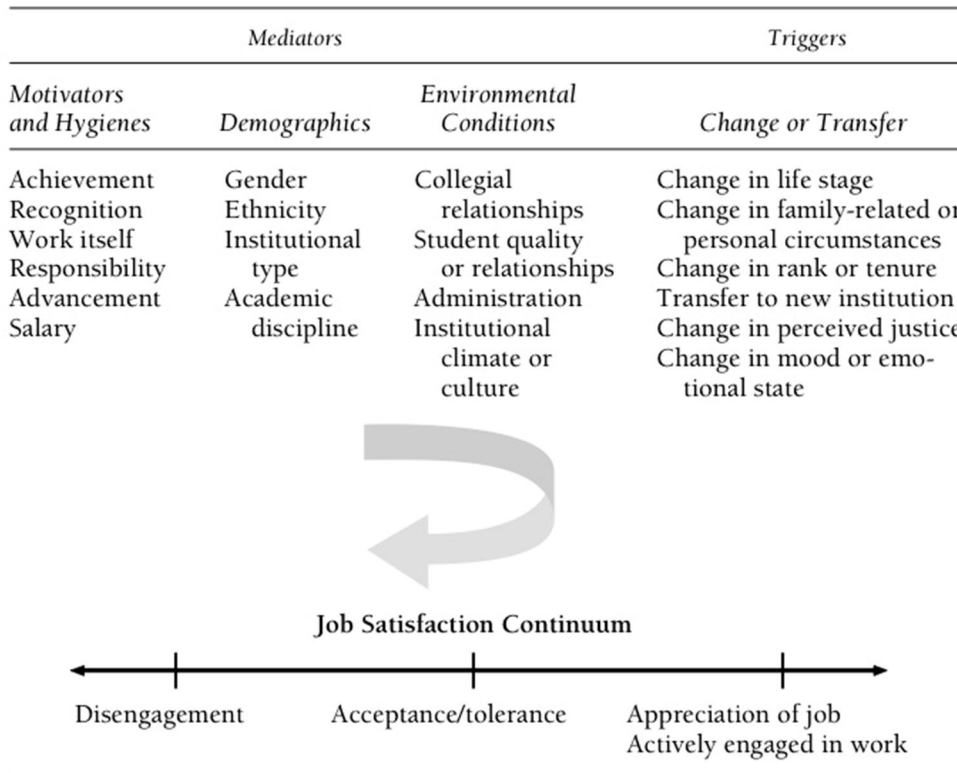 Mediators Triggers
Motivators
and Hygienes
Demographics
Environmental
Conditions
Change or Transfer
Achievement
Recognition
Work itself
Responsibility
Advancement
Salary
Gender
Ethnicity
Institutional
type
Academic
discipline
Collegial
relationships
Student quality
or relationships
Administration
Institutional
climate or
culture
Change in life stage
Change in family-related or
personal circumstances
Change in rank or tenure
Transfer to new institution
Change in perceived justice
Change in mood or emo-
tional state
Job Satisfaction Continuum
Disengagement
Acceptance/tolerance
Appreciation of job
Actively engaged in work